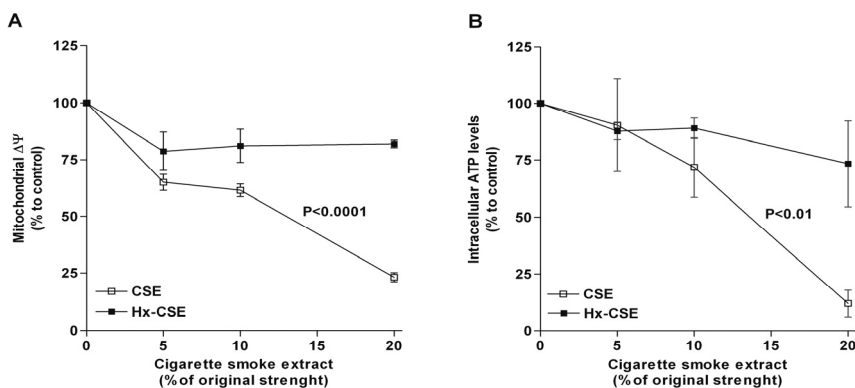 A
Mitochondrial ΔΨ
(% to control)
125
100
75
50
25
0
P<0.0001
CSE
Hx-CSE
0
5
10
15
20
Cigarette smoke extract
(% of original strenght)
B
Intracellular ATP levels
(% to control)
125
100
75
50
25
0
P<0.01
CSE
Hx-CSE
0
5
10
15
20
Cigarette smoke extract
(% of original strenght)